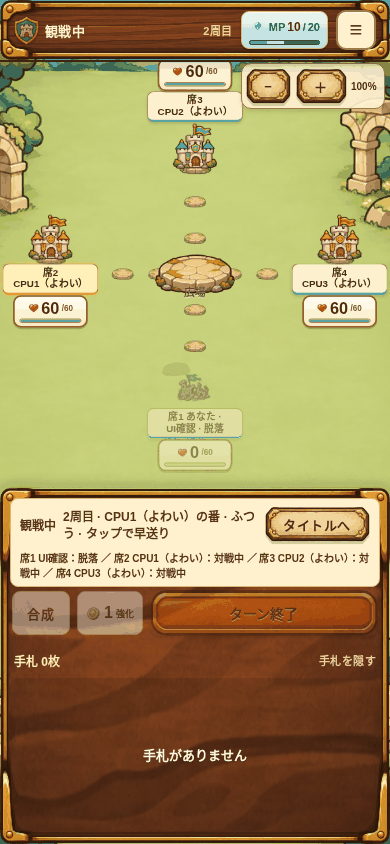 観戦中
2周目
MP 10 / 20
≡
60 /60
席3
CPU2（よわい）
-
+
100%
席2
CPU1（よわい）
60 /60
席4
CPU3（よわい）
60 /60
広場
席1 あなた・
UI確認・脱落
0 /60
観戦中
2周目・CPU1（よわい）の番・ふつ
う・タップで早送り
タイトルへ
席1 UI確認：脱落 ／ 席2 CPU1（よわい）：対戦中 ／ 席3 CPU2（よわい）：対
戦中 ／ 席4 CPU3（よわい）：対戦中
合成
1 強化
ターン終了
手札 0枚
手札を隠す
手札がありません